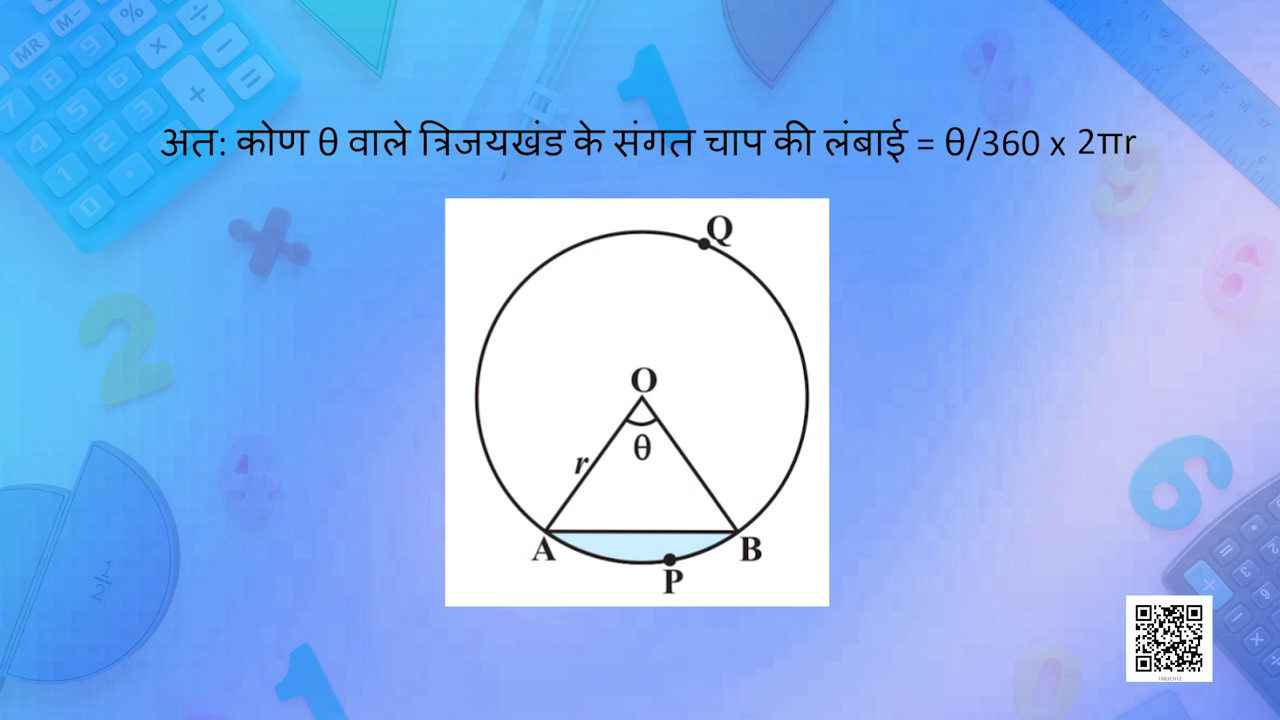 अतः कोण θ वाले त्रिजयखंड के संगत चाप की लंबाई = θ/360 x 2πr
Q
O
θ
r
A
B
P